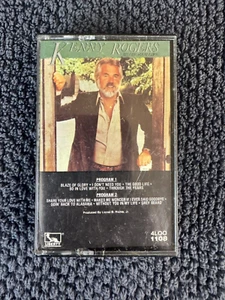 KENNY ROGERS
PROGRAM 1
BLAZE OF GLORY • I DON'T NEED YOU • THE GOOD LIFE •
SO IN LOVE WITH YOU • THROUGH THE YEARS
PROGRAM 2
SHARE YOUR LOVE WITH ME • MAKES ME WONDER IF I EVER SAID GOODBYE •
GOIN' BACK TO ALABAMA • WITHOUT YOU IN MY LIFE • GREY BEARD
Produced By Lionel B. Richie, Jr.
LIBERTY
4LOO
1108